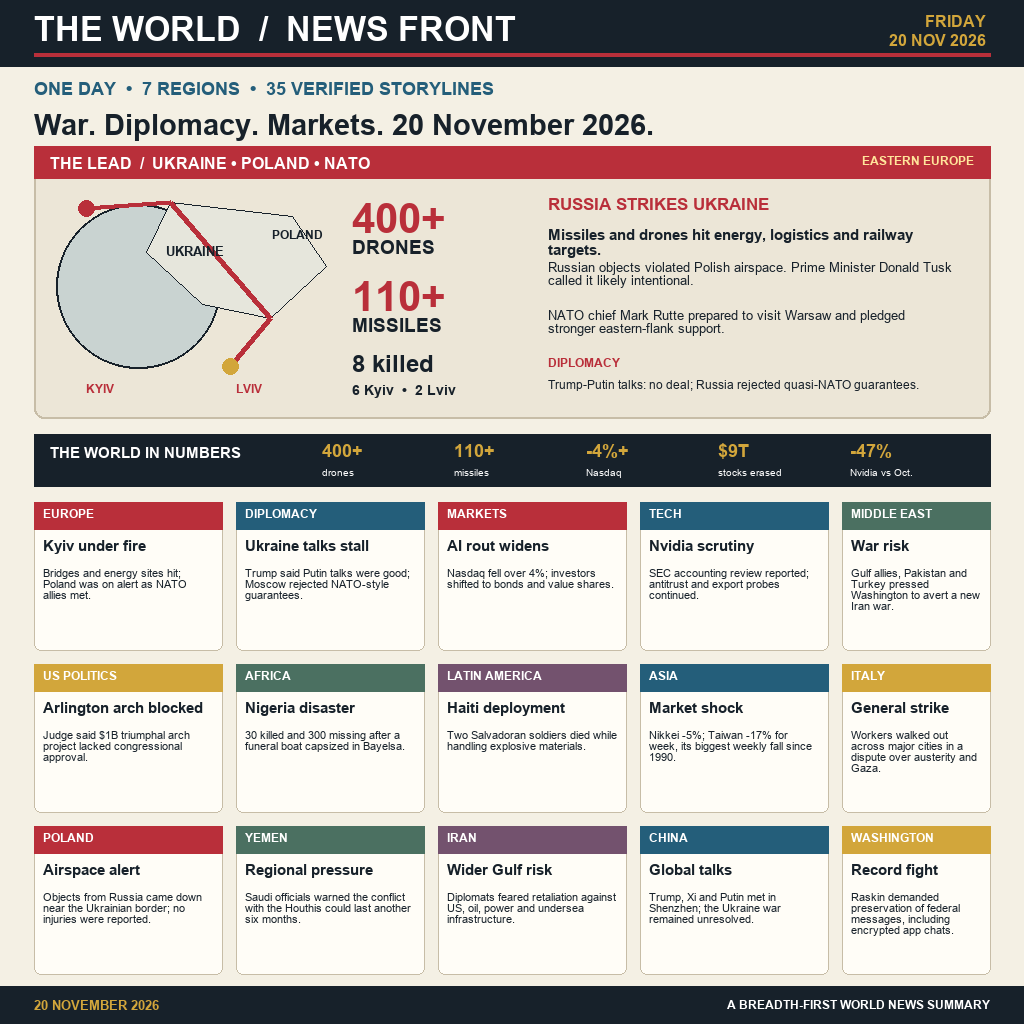 THE WORLD / NEWS FRONT
FRIDAY
20 NOV 2026
ONE DAY • 7 REGIONS • 35 VERIFIED STORYLINES
War. Diplomacy. Markets. 20 November 2026.
THE LEAD / UKRAINE • POLAND • NATO
EASTERN EUROPE
UKRAINE
POLAND
KYIV
LVIV
400+
DRONES
110+
MISSILES
8 killed
6 Kyiv • 2 Lviv
RUSSIA STRIKES UKRAINE
Missiles and drones hit energy, logistics and railway
targets.
Russian objects violated Polish airspace. Prime Minister Donald Tusk
called it likely intentional.
NATO chief Mark Rutte prepared to visit Warsaw and pledged
stronger eastern-flank support.
DIPLOMACY
Trump-Putin talks: no deal; Russia rejected quasi-NATO guarantees.
THE WORLD IN NUMBERS
400+
drones
110+
missiles
-4%+
Nasdaq
$9T
stocks erased
-47%
Nvidia vs Oct.
EUROPE
Kyiv under fire
Bridges and energy sites hit;
Poland was on alert as NATO
allies met.
DIPLOMACY
Ukraine talks stall
Trump said Putin talks were good;
Moscow rejected NATO-style
guarantees.
MARKETS
AI rout widens
Nasdaq fell over 4%; investors
shifted to bonds and value shares.
TECH
Nvidia scrutiny
SEC accounting review reported;
antitrust and export probes
continued.
MIDDLE EAST
War risk
Gulf allies, Pakistan and
Turkey pressed
Washington to avert a new
Iran war.
US POLITICS
Arlington arch blocked
Judge said $1B triumphal arch
project lacked congressional
approval.
AFRICA
Nigeria disaster
30 killed and 300 missing after a
funeral boat capsized in Bayelsa.
LATIN AMERICA
Haiti deployment
Two Salvadoran soldiers died while
handling explosive materials.
ASIA
Market shock
Nikkei -5%; Taiwan -17% for
week, its biggest weekly fall since
1990.
ITALY
General strike
Workers walked out
across major cities in a
dispute over austerity and
Gaza.
POLAND
Airspace alert
Objects from Russia came down
near the Ukrainian border; no
injuries were reported.
YEMEN
Regional pressure
Saudi officials warned the conflict
with the Houthis could last another
six months.
IRAN
Wider Gulf risk
Diplomats feared retaliation against
US, oil, power and undersea
infrastructure.
CHINA
Global talks
Trump, Xi and Putin met in
Shenzhen; the Ukraine war
remained unresolved.
WASHINGTON
Record fight
Raskin demanded
preservation of federal
messages, including
encrypted app chats.
20 NOVEMBER 2026
A BREADTH-FIRST WORLD NEWS SUMMARY